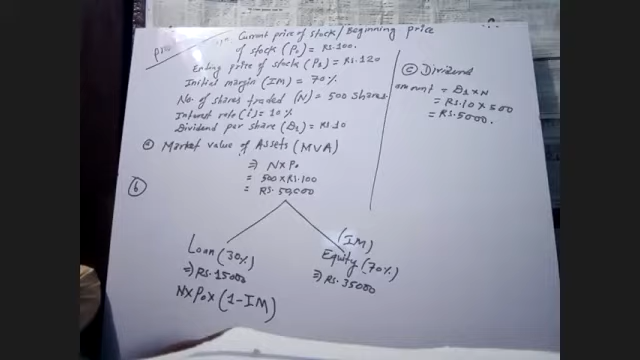 Current price of stock/Beginning price
of stock (P₀) = Rs.100.
Ending price of stock (P₁) = Rs.120
Initial margin (IM) = 70%
No. of shares traded (N) = 500 shares
Interest rate (i) = 10%
Dividend per share (D₁) = Rs.10
a) Market value of Assets (MVA)
⇒ N×P₀
= 500×Rs.100
= Rs.50,000
b)
Loan (30%)
⇒ Rs.15000
N×P₀×(1-IM)
(IM)
Equity (70%)
⇒ Rs.35000
c) Dividend
amount = D₁×N
= Rs.10×500
= Rs.5000.